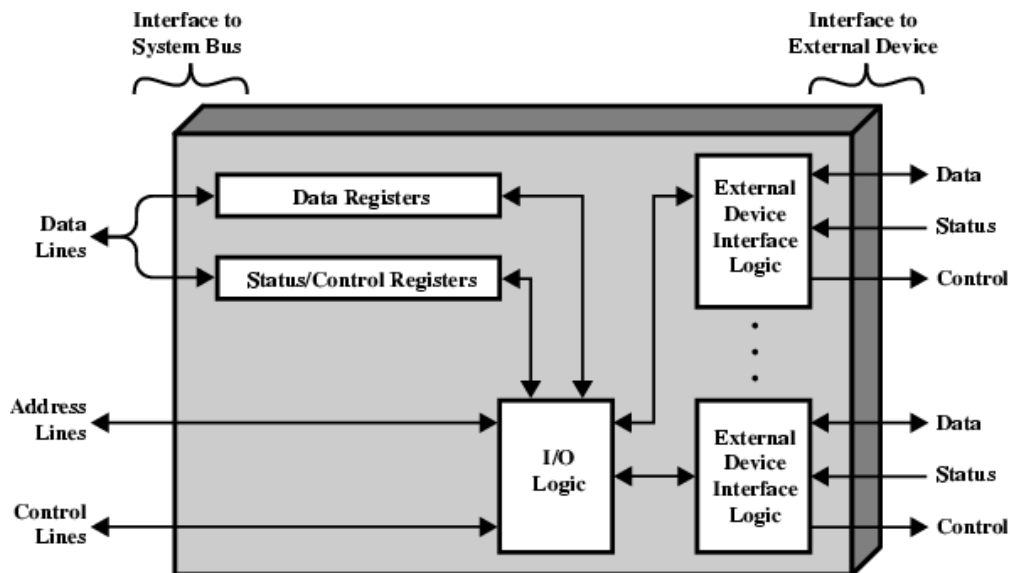 Interface to
System Bus
Interface to
External Device
Data Registers
Status/Control Registers
Data
Lines
Address
Lines
Control
Lines
I/O
Logic
External
Device
Interface
Logic
Data
Status
Control
External
Device
Interface
Logic
Data
Status
Control